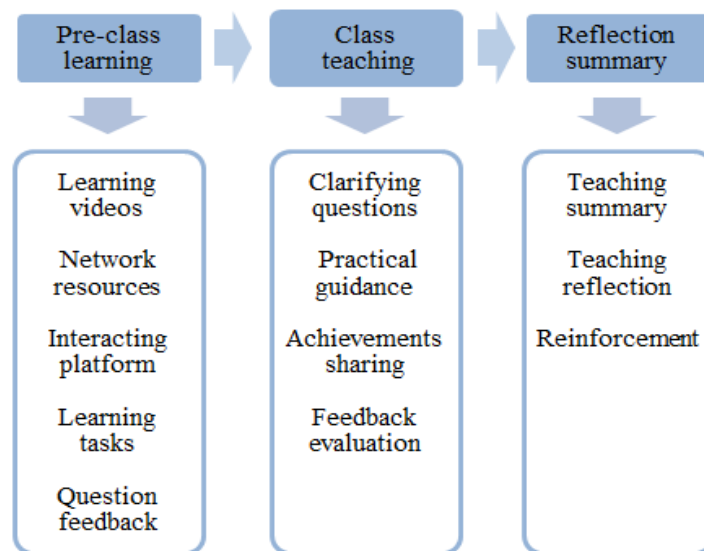 Pre-class
learning
Class
teaching
Reflection
summary
Learning
videos
Network
resources
Interacting
platform
Learning
tasks
Question
feedback
Clarifying
questions
Practical
guidance
Achievements
sharing
Feedback
evaluation
Teaching
summary
Teaching
reflection
Reinforcement